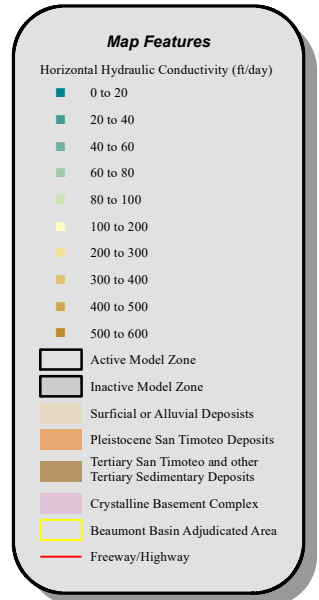 Map Features
Horizontal Hydraulic Conductivity (ft/day)
0 to 20
20 to 40
40 to 60
60 to 80
80 to 100
100 to 200
200 to 300
300 to 400
400 to 500
500 to 600
Active Model Zone
Inactive Model Zone
Surficial or Alluvial Deposists
Pleistocene San Timoteo Deposits
Tertiary San Timoteo and other
Tertiary Sedimentary Deposits
Crystalline Basement Complex
Beaumont Basin Adjudicated Area
Freeway/Highway